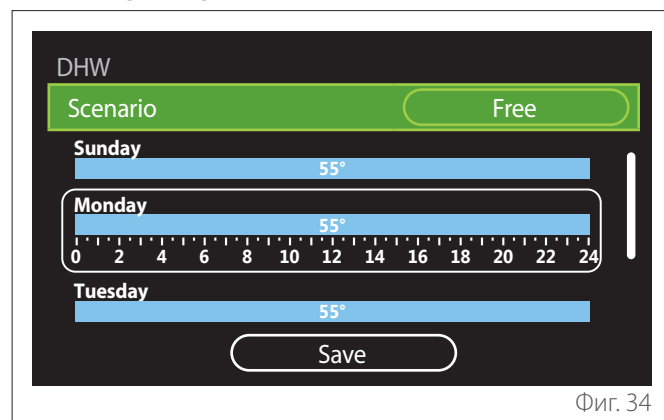 DHW
Scenario Free
Sunday
55°
Monday
55°
0 2 4 6 8 10 12 14 16 18 20 22 24
Tuesday
55°
Save
Фиг. 34